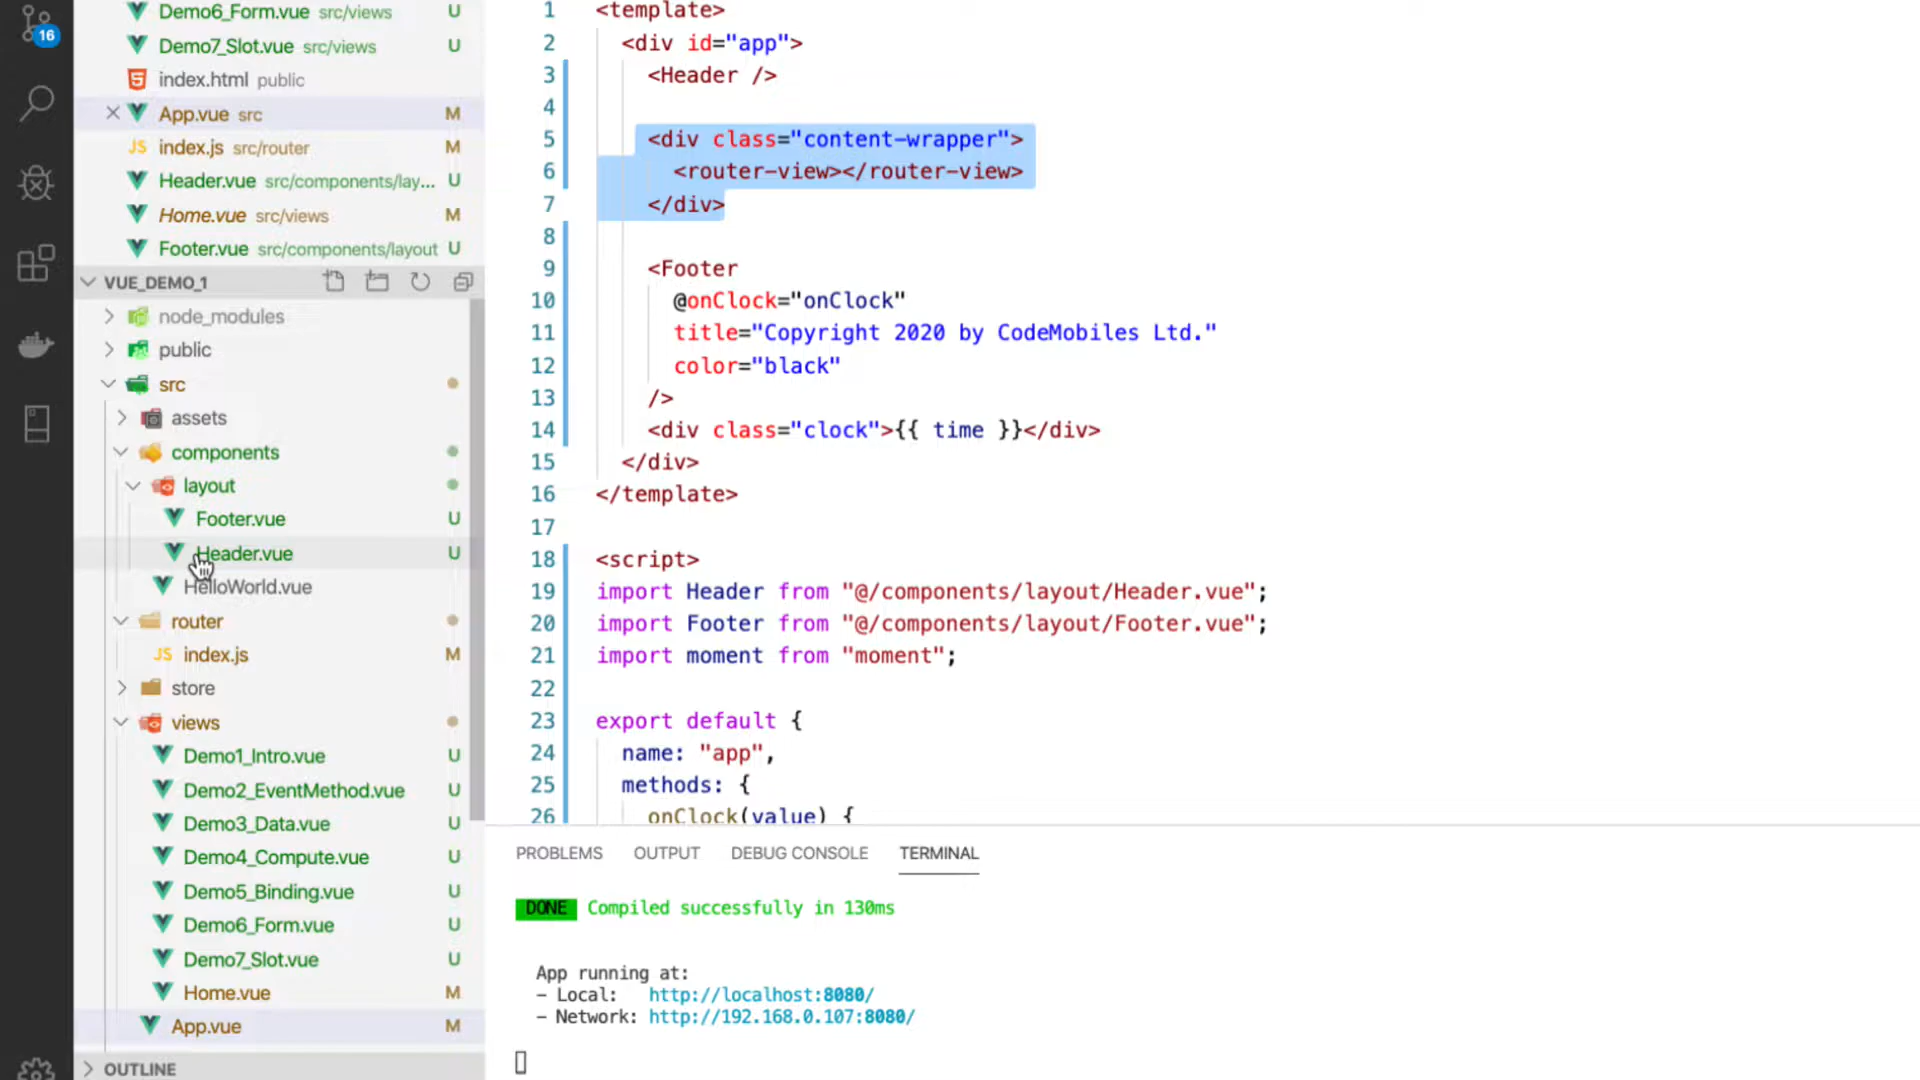 16
Demo6_Form.vue src/views U
Demo7_Slot.vue src/views U
index.html public
App.vue src M
JS index.js src/router M
Header.vue src/components/lay... U
Home.vue src/views M
Footer.vue src/components/layout U
VUE_DEMO_1
node_modules
public
src
assets
components
layout
Footer.vue U
Header.vue U
HelloWorld.vue
router
JS index.js M
store
views
Demo1_Intro.vue U
Demo2_EventMethod.vue U
Demo3_Data.vue U
Demo4_Compute.vue U
Demo5_Binding.vue U
Demo6_Form.vue U
Demo7_Slot.vue U
Home.vue M
App.vue M
OUTLINE
1 <template>
2 <div id="app">
3 <Header />
4
5 <div class="content-wrapper">
6 <router-view></router-view>
7 </div>
8
9 <Footer
10 @onClock="onClock"
11 title="Copyright 2020 by CodeMobiles Ltd."
12 color="black"
13 />
14 <div class="clock">{{ time }}</div>
15 </div>
16 </template>
17
18 <script>
19 import Header from "@/components/layout/Header.vue";
20 import Footer from "@/components/layout/Footer.vue";
21 import moment from "moment";
22
23 export default {
24 name: "app",
25 methods: {
26 onClock(value) {
PROBLEMS OUTPUT DEBUG CONSOLE TERMINAL
DONE Compiled successfully in 130ms
App running at:
- Local: http://localhost:8080/
- Network: http://192.168.0.107:8080/